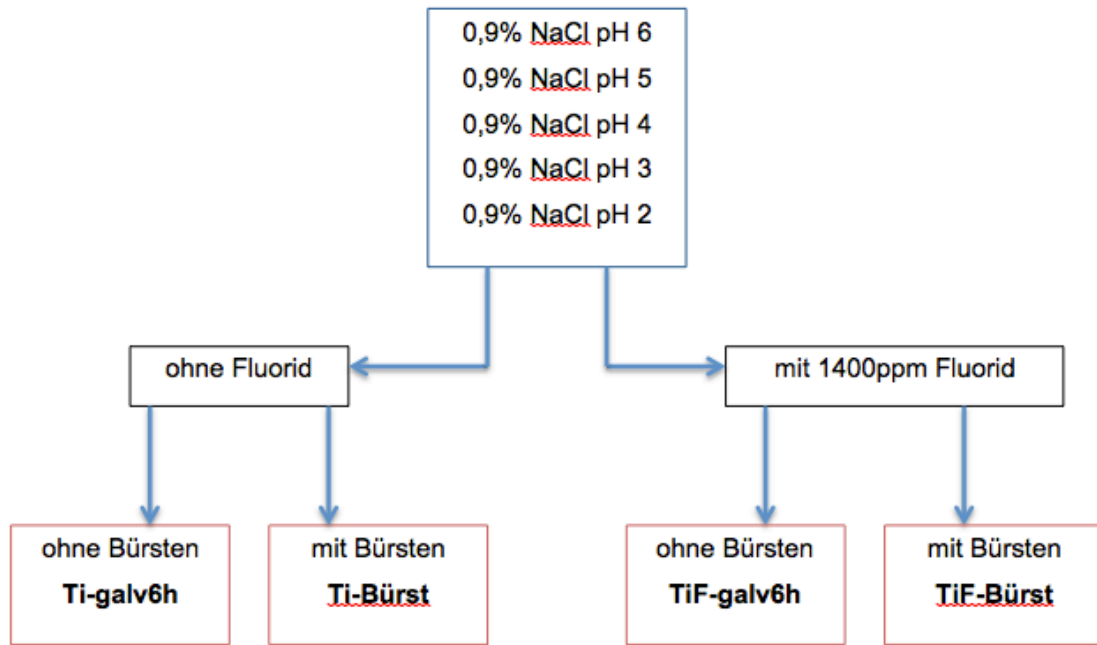 0,9% NaCl pH 6
0,9% NaCl pH 5
0,9% NaCl pH 4
0,9% NaCl pH 3
0,9% NaCl pH 2
ohne Fluorid
mit 1400ppm Fluorid
ohne Bürsten
Ti-galv6h
mit Bürsten
Ti-Bürst
ohne Bürsten
TiF-galv6h
mit Bürsten
TiF-Bürst